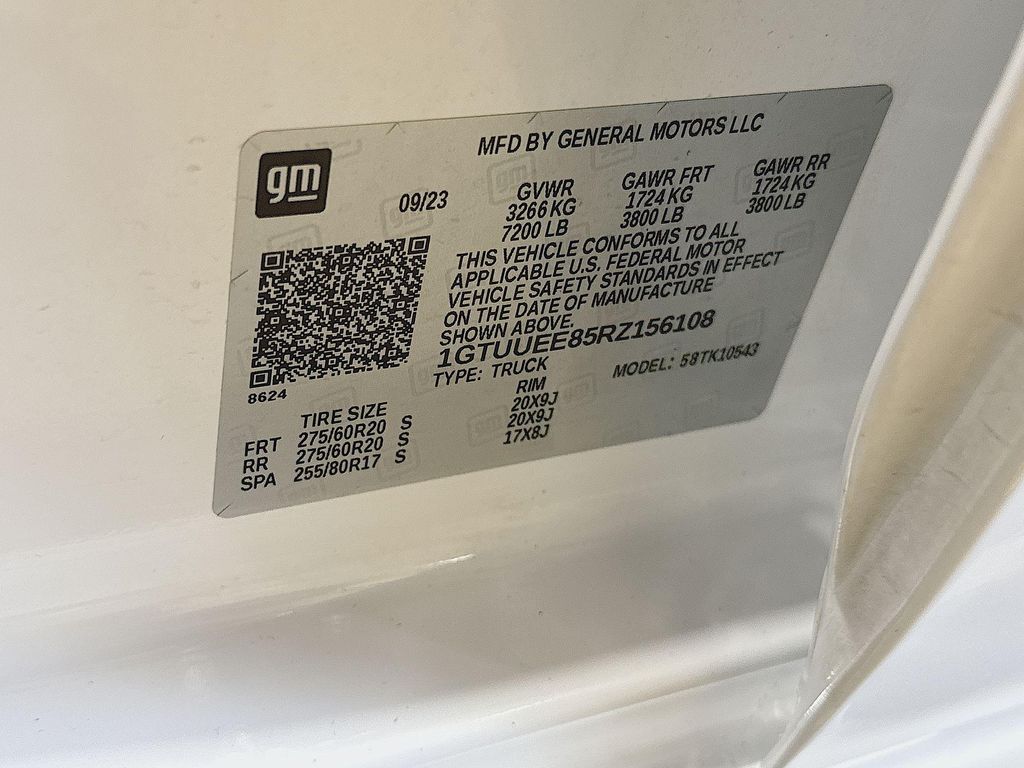 MFD BY GENERAL MOTORS LLC
gm
09/23
GVWR GAWR FRT GAWR RR
3266 KG 1724 KG 1724 KG
7200 LB 3800 LB 3800 LB
THIS VEHICLE CONFORMS TO ALL
APPLICABLE U.S. FEDERAL MOTOR
VEHICLE SAFETY STANDARDS IN EFFECT
ON THE DATE OF MANUFACTURE
SHOWN ABOVE.
1GTUUEE85RZ156108
TYPE: TRUCK MODEL: 58TK10543
8624
TIRE SIZE RIM
FRT 275/60R20 S 20X9J
RR 275/60R20 S 20X9J
SPA 255/80R17 S 17X8J